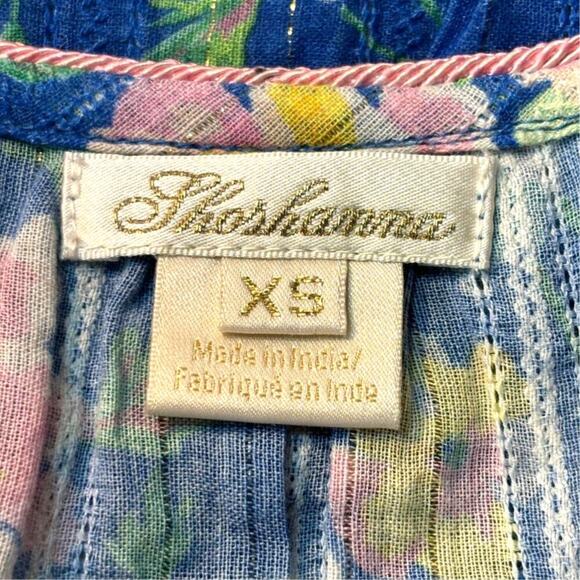 Shoshanna
XS
Made in India/
Fabriqué en Inde